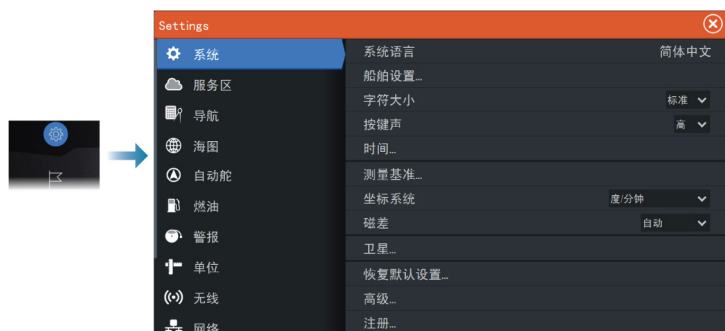 Settings
系统
服务区
导航
海图
自动舵
燃油
警报
单位
无线
网络
系统语言 简体中文
船舶设置…
字符大小 标准
按键声 高
时间…
测量基准…
坐标系统 度/分钟
磁差 自动
卫星…
恢复默认设置…
高级…
注册…